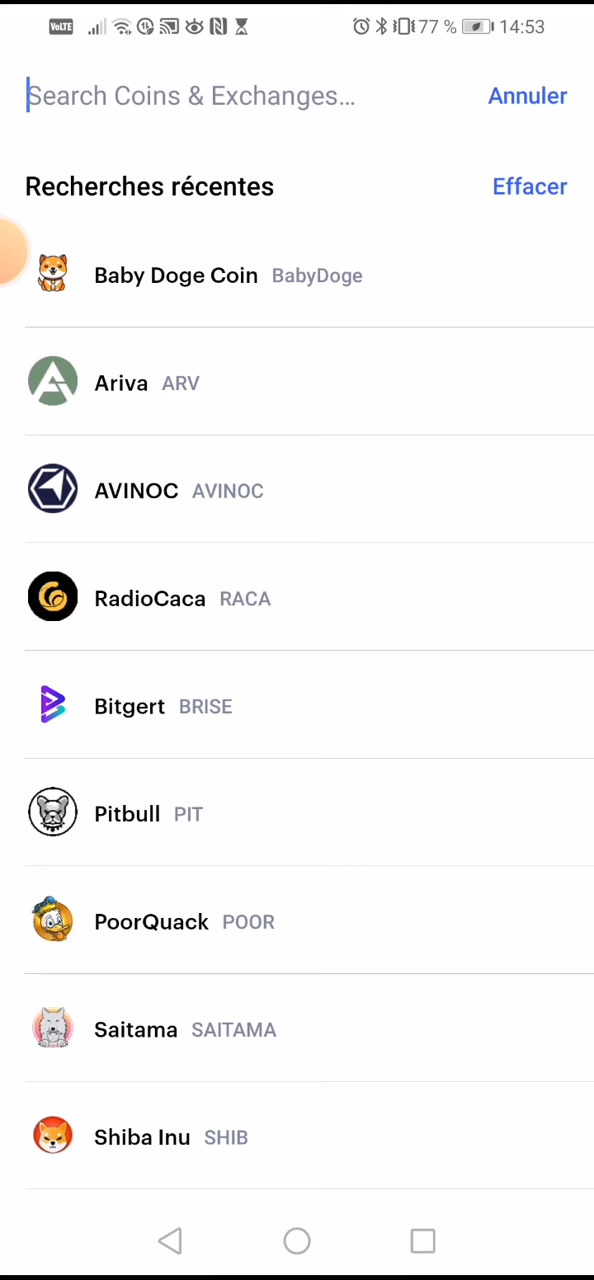 VoLTE 77 % 14:53
Search Coins & Exchanges... Annuler
Recherches récentes Effacer
Baby Doge Coin BabyDoge
Ariva ARV
AVINOC AVINOC
RadioCaca RACA
Bitgert BRISE
Pitbull PIT
PoorQuack POOR
Saitama SAITAMA
Shiba Inu SHIB